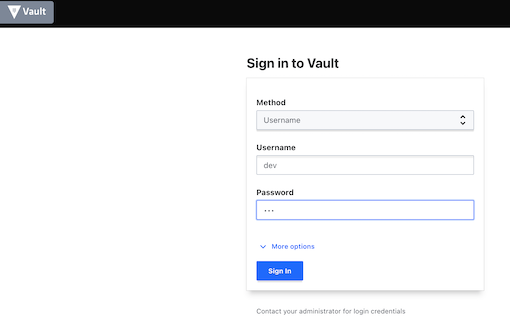 Vault
Sign in to Vault
Method
Username
Username
dev
Password
...
More options
Sign In
Contact your administrator for login credentials